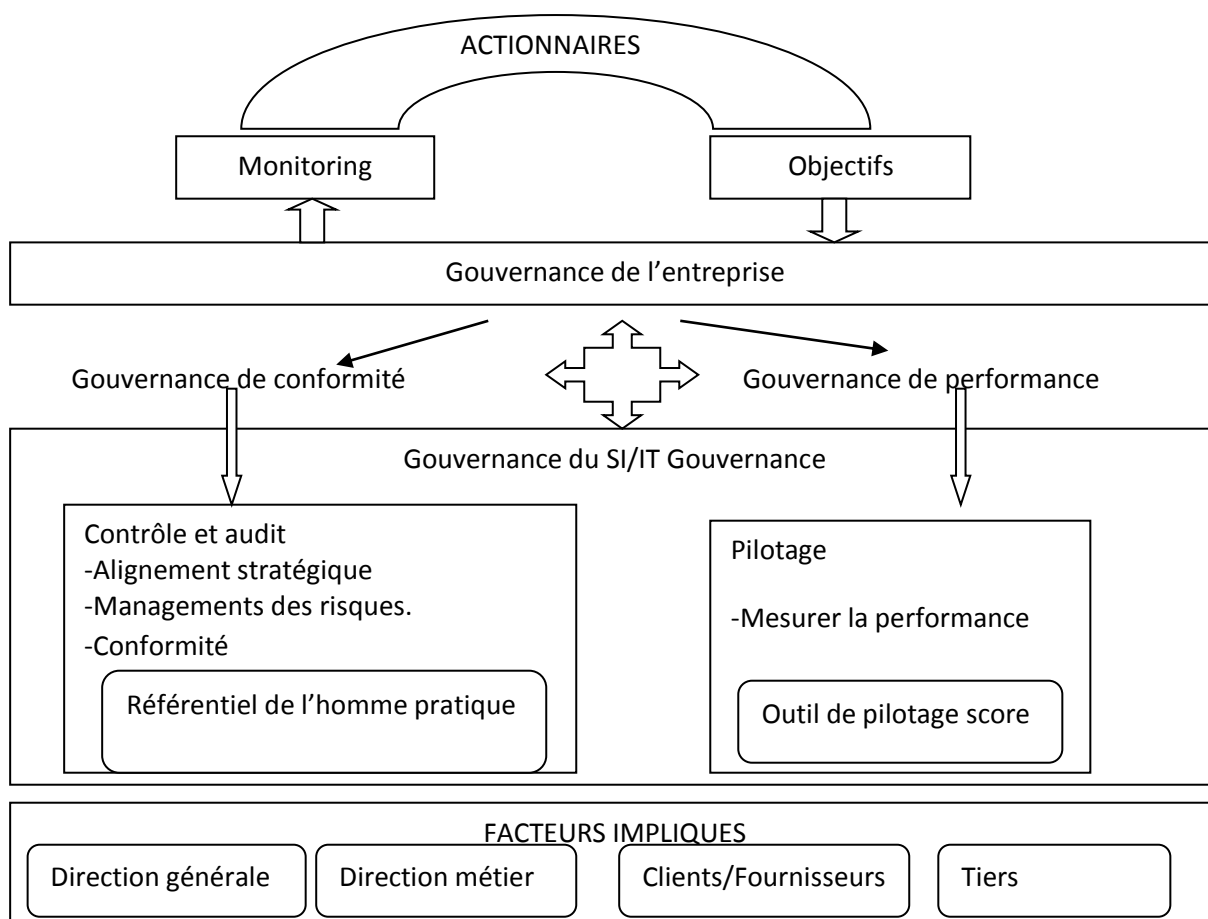 ACTIONNAIRES
Monitoring
Objectifs
Gouvernance de l’entreprise
Gouvernance de conformité
Gouvernance de performance
Gouvernance du SI/IT Gouvernance
Contrôle et audit
-Alignement stratégique
-Managements des risques.
-Conformité
Référentiel de l’homme pratique
Pilotage
-Mesurer la performance
Outil de pilotage score
FACTEURS IMPLIQUES
Direction générale
Direction métier
Clients/Fournisseurs
Tiers